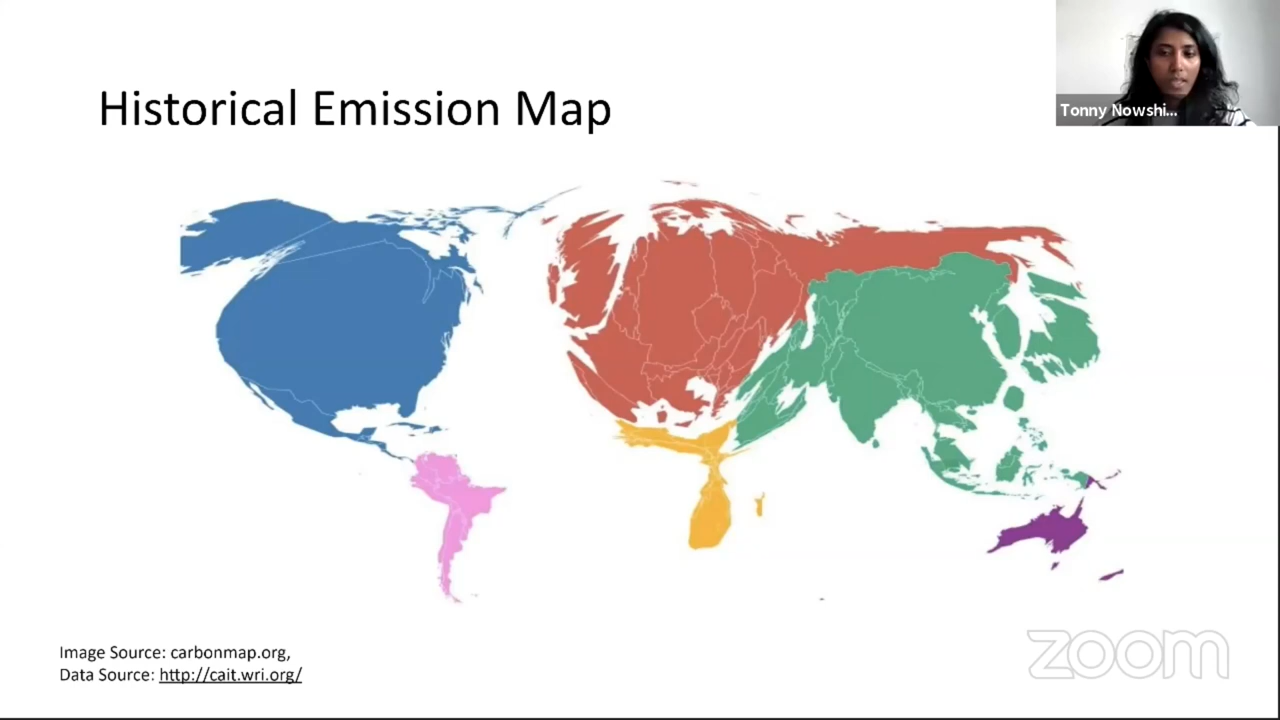 Historical Emission Map
Tonny Nowshi...
Image Source: carbonmap.org,
Data Source: http://cait.wri.org/
zoom